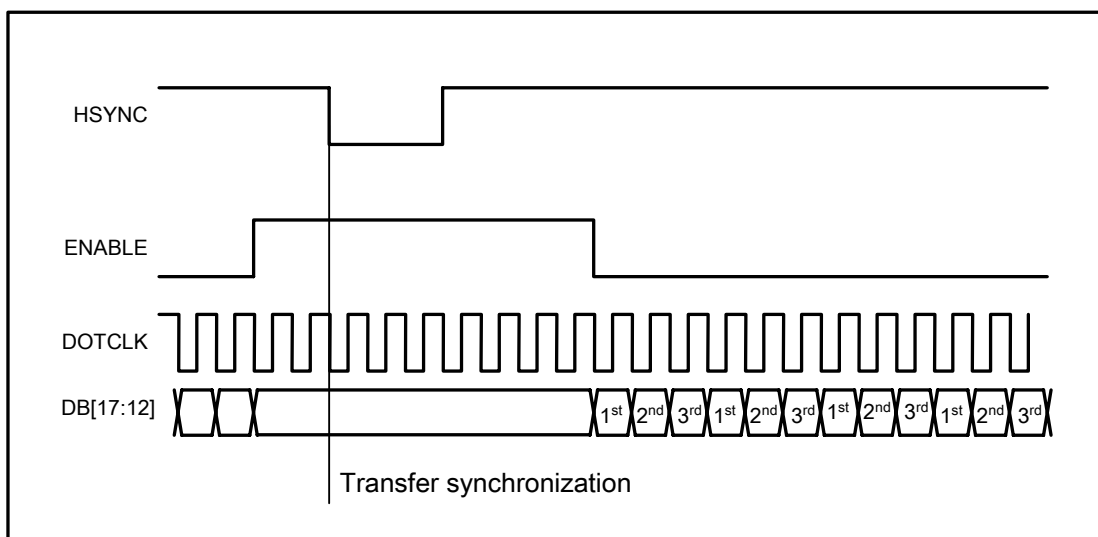 HSYNC
ENABLE
DOTCLK
DB[17:12] 1st 2nd 3rd 1st 2nd 3rd 1st 2nd 3rd 1st 2nd 3rd
Transfer synchronization